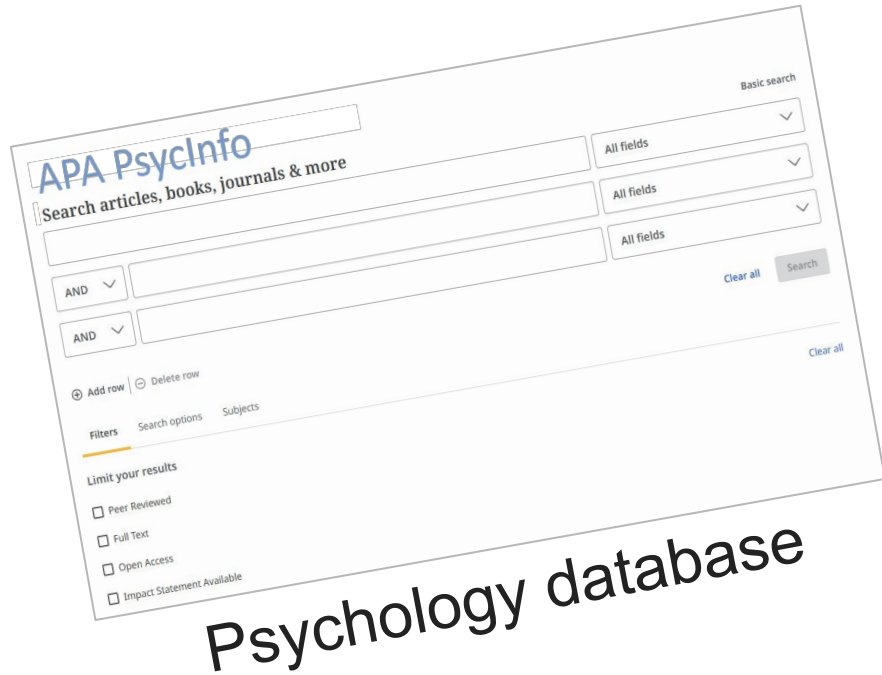 Basic search
APA PsycInfo
Search articles, books, journals & more
All fields
AND All fields
AND All fields
Clear all Search
Add row Delete row
Clear all
Filters Search options Subjects
Limit your results
Peer Reviewed
Full Text
Open Access
Impact Statement Available
Psychology database